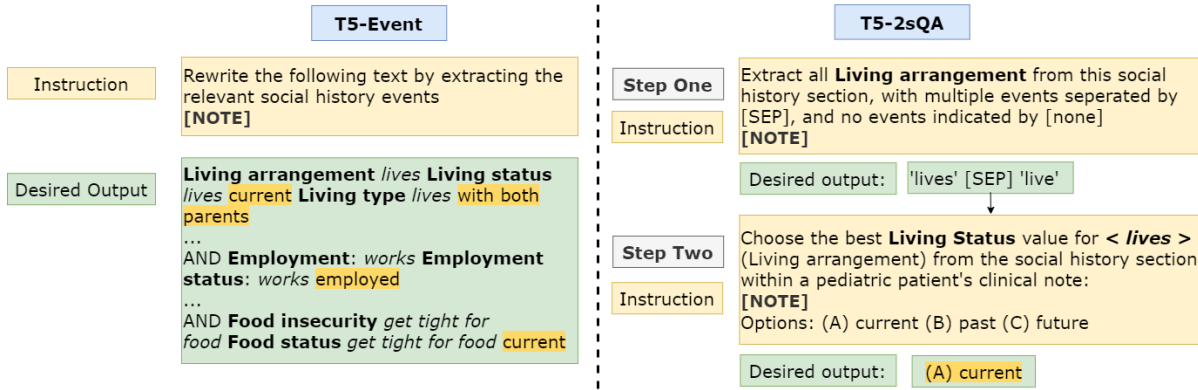 T5-Event
Instruction
Rewrite the following text by extracting the
relevant social history events
[NOTE]
Desired Output
Living arrangement lives Living status
lives current Living type lives with both
parents
...
AND Employment: works Employment
status: works employed
...
AND Food insecurity get tight for
food Food status get tight for food current
T5-2sQA
Step One
Instruction
Extract all Living arrangement from this social
history section, with multiple events seperated by
[SEP], and no events indicated by [none]
[NOTE]
Desired output:
'lives' [SEP] 'live'
Step Two
Instruction
Choose the best Living Status value for < lives >
(Living arrangement) from the social history section
within a pediatric patient's clinical note:
[NOTE]
Options: (A) current (B) past (C) future
Desired output:
(A) current